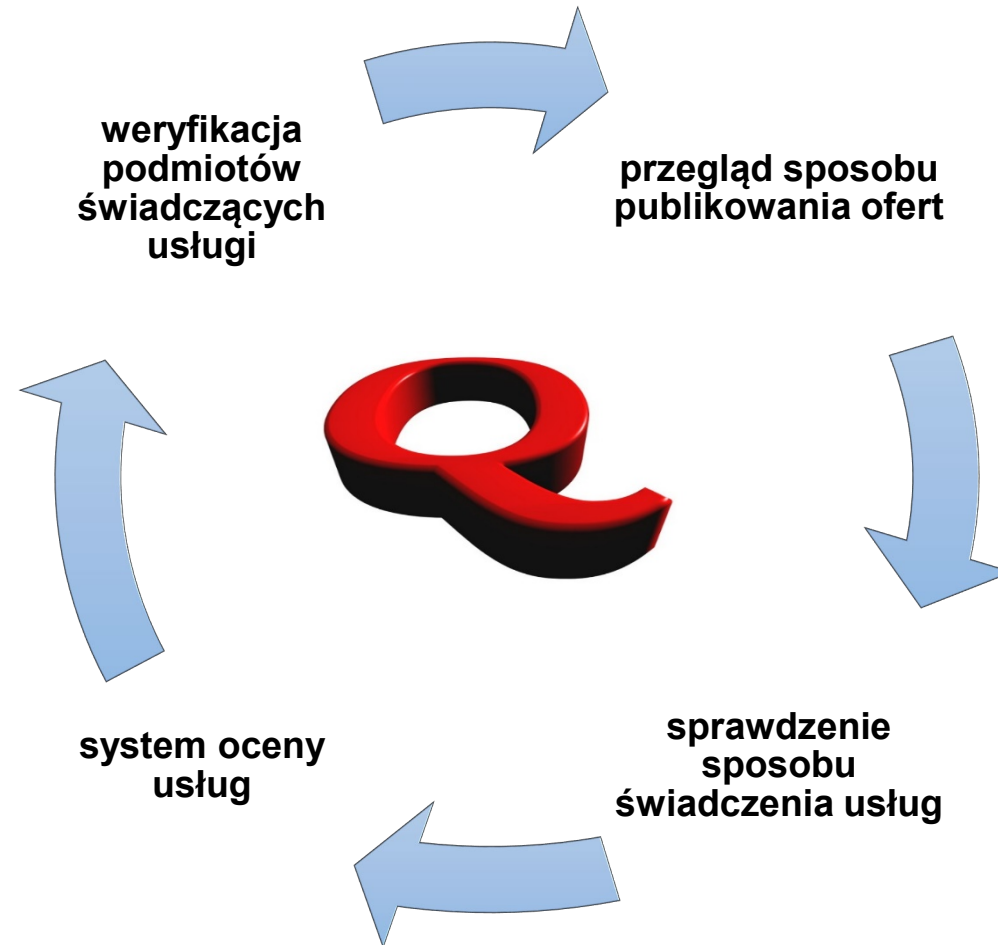 weryfikacja
podmiotów
świadczących
usługi
przegląd sposobu
publikowania ofert
Q
sprawdzenie
sposobu
świadczenia usług
system oceny
usług